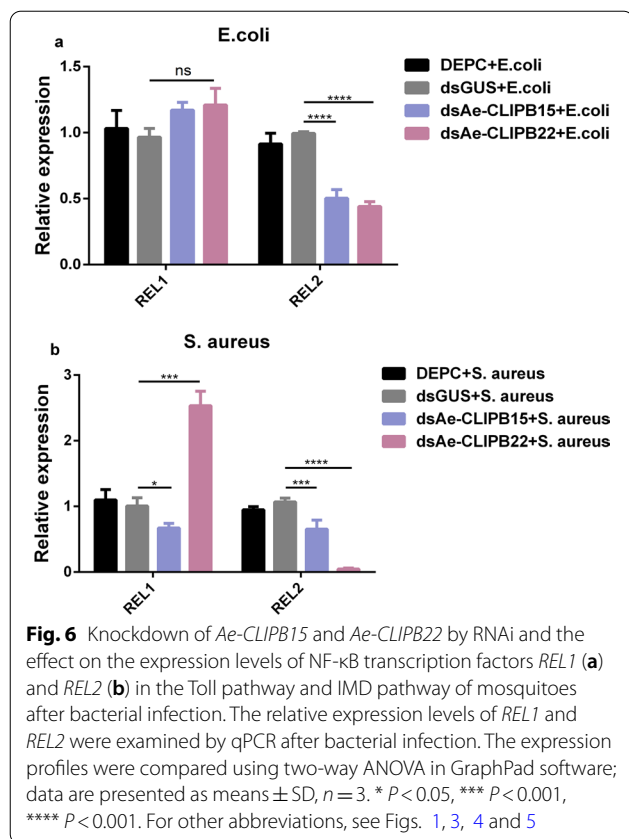 a
E.coli
DEPC+E.coli
dsGUS+E.coli
dsAe-CLIPB15+E.coli
dsAe-CLIPB22+E.coli
Relative expression
1.5
1.0
0.5
0.0
ns
****
****
REL1
REL2
b
S. aureus
DEPC+S. aureus
dsGUS+S. aureus
dsAe-CLIPB15+S. aureus
dsAe-CLIPB22+S. aureus
Relative expression
3
2
1
0
***
*
****
***
REL1
REL2
Fig. 6 Knockdown of Ae-CLIPB15 and Ae-CLIPB22 by RNAi and the
effect on the expression levels of NF-κB transcription factors REL1 (a)
and REL2 (b) in the Toll pathway and IMD pathway of mosquitoes
after bacterial infection. The relative expression levels of REL1 and
REL2 were examined by qPCR after bacterial infection. The expression
profiles were compared using two-way ANOVA in GraphPad software;
data are presented as means ± SD, n = 3. * P < 0.05, *** P < 0.001,
**** P < 0.001. For other abbreviations, see Figs. 1, 3, 4 and 5